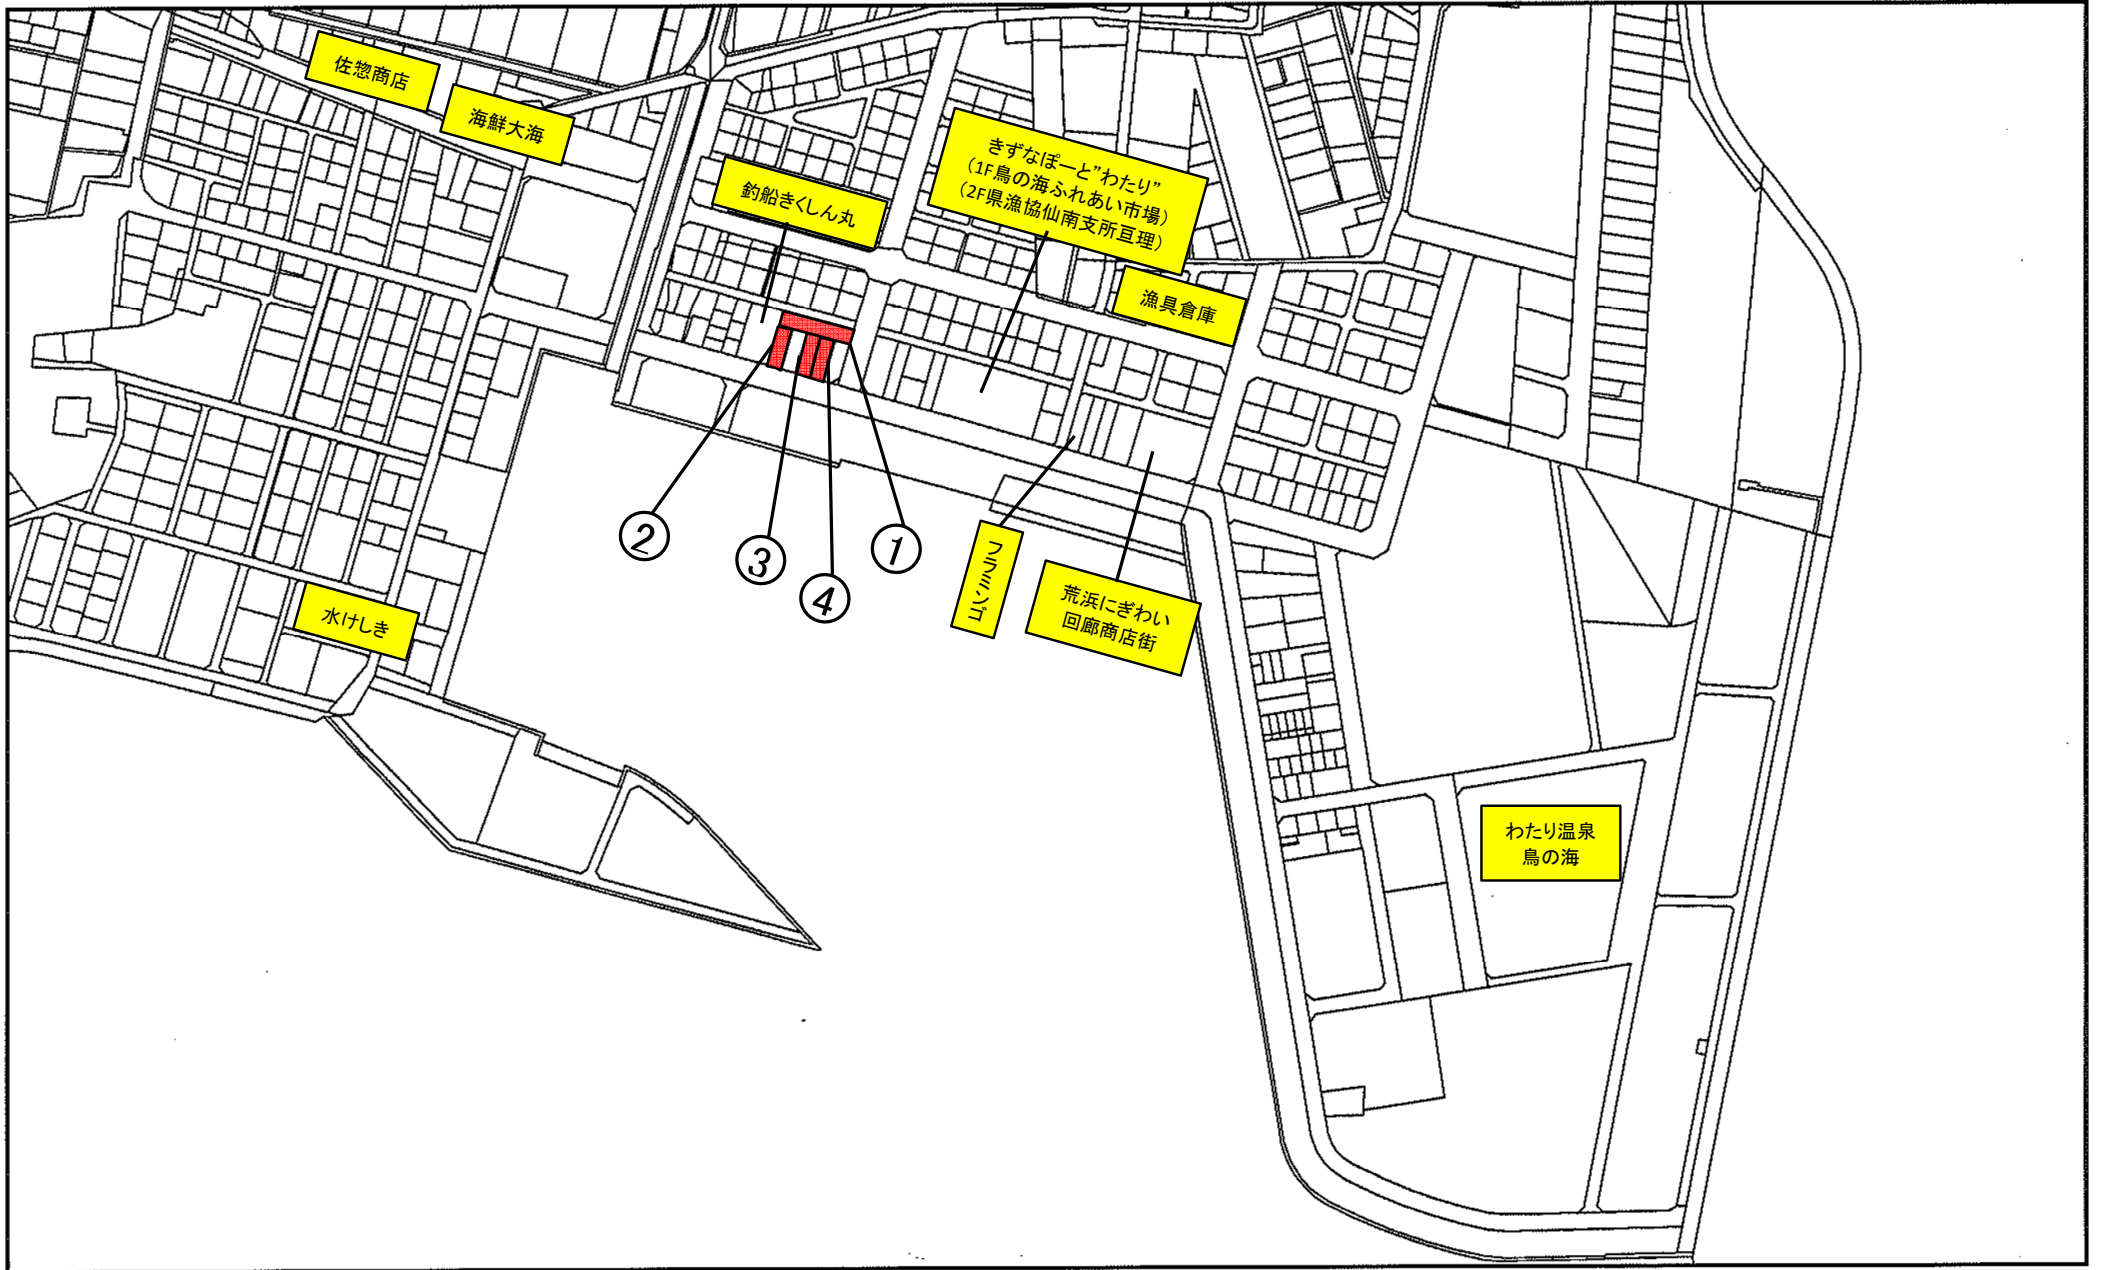 佐惣商店
海鮮大海
釣船きくしん丸
きずなぽーと”わたり”
（1F鳥の海ふれあい市場）
（2F県漁協仙南支所亘理）
漁具倉庫
②
③
④
①
フラミンゴ
荒浜にぎわい
回廊商店街
水けしき
わたり温泉
鳥の海